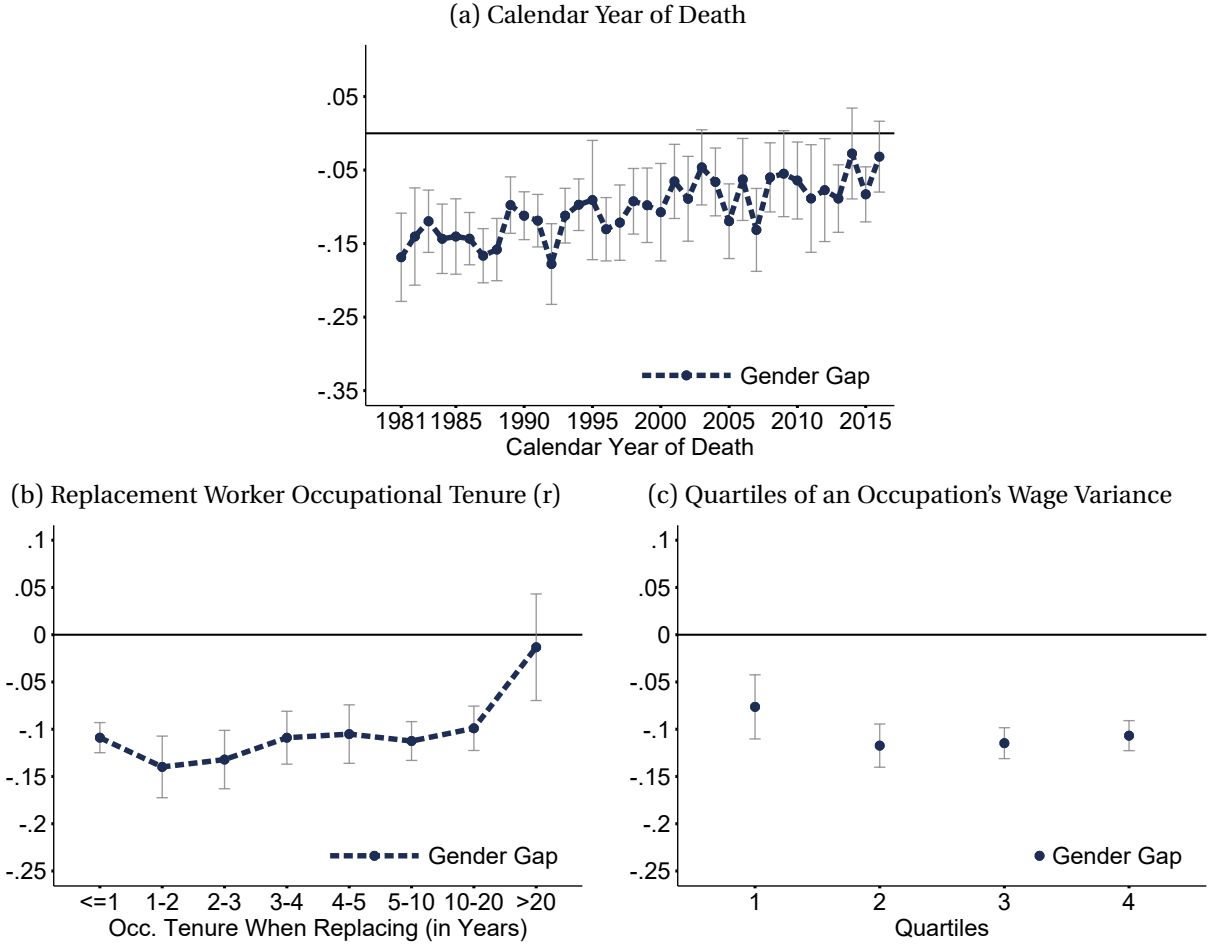 (a) Calendar Year of Death
.05
-.05
-.15
-.25
-.35
Gender Gap
1981 1985 1990 1995 2000 2005 2010 2015
Calendar Year of Death
(b) Replacement Worker Occupational Tenure (r)
.1
.05
0
-.05
-.1
-.15
-.2
-.25
Gender Gap
<=1 1-2 2-3 3-4 4-5 5-10 10-20 >20
Occ. Tenure When Replacing (in Years)
(c) Quartiles of an Occupation's Wage Variance
.1
.05
0
-.05
-.1
-.15
-.2
-.25
Gender Gap
1 2 3 4
Quartiles